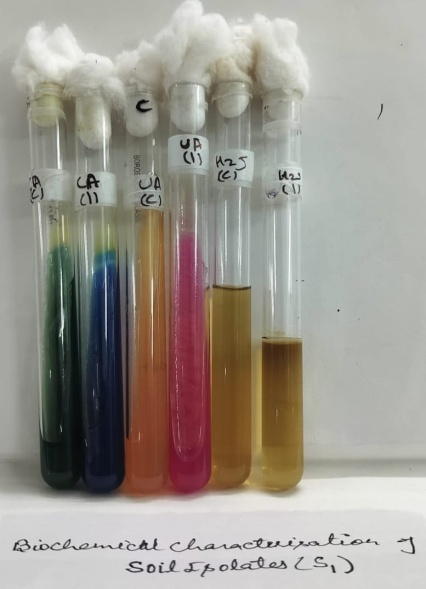 C
CA
(C)
CA
(1)
UA
(C)
UA
(1)
H2S
(C)
H2S
(1)
Biochemical characterization of
Soil Isolates (S1)